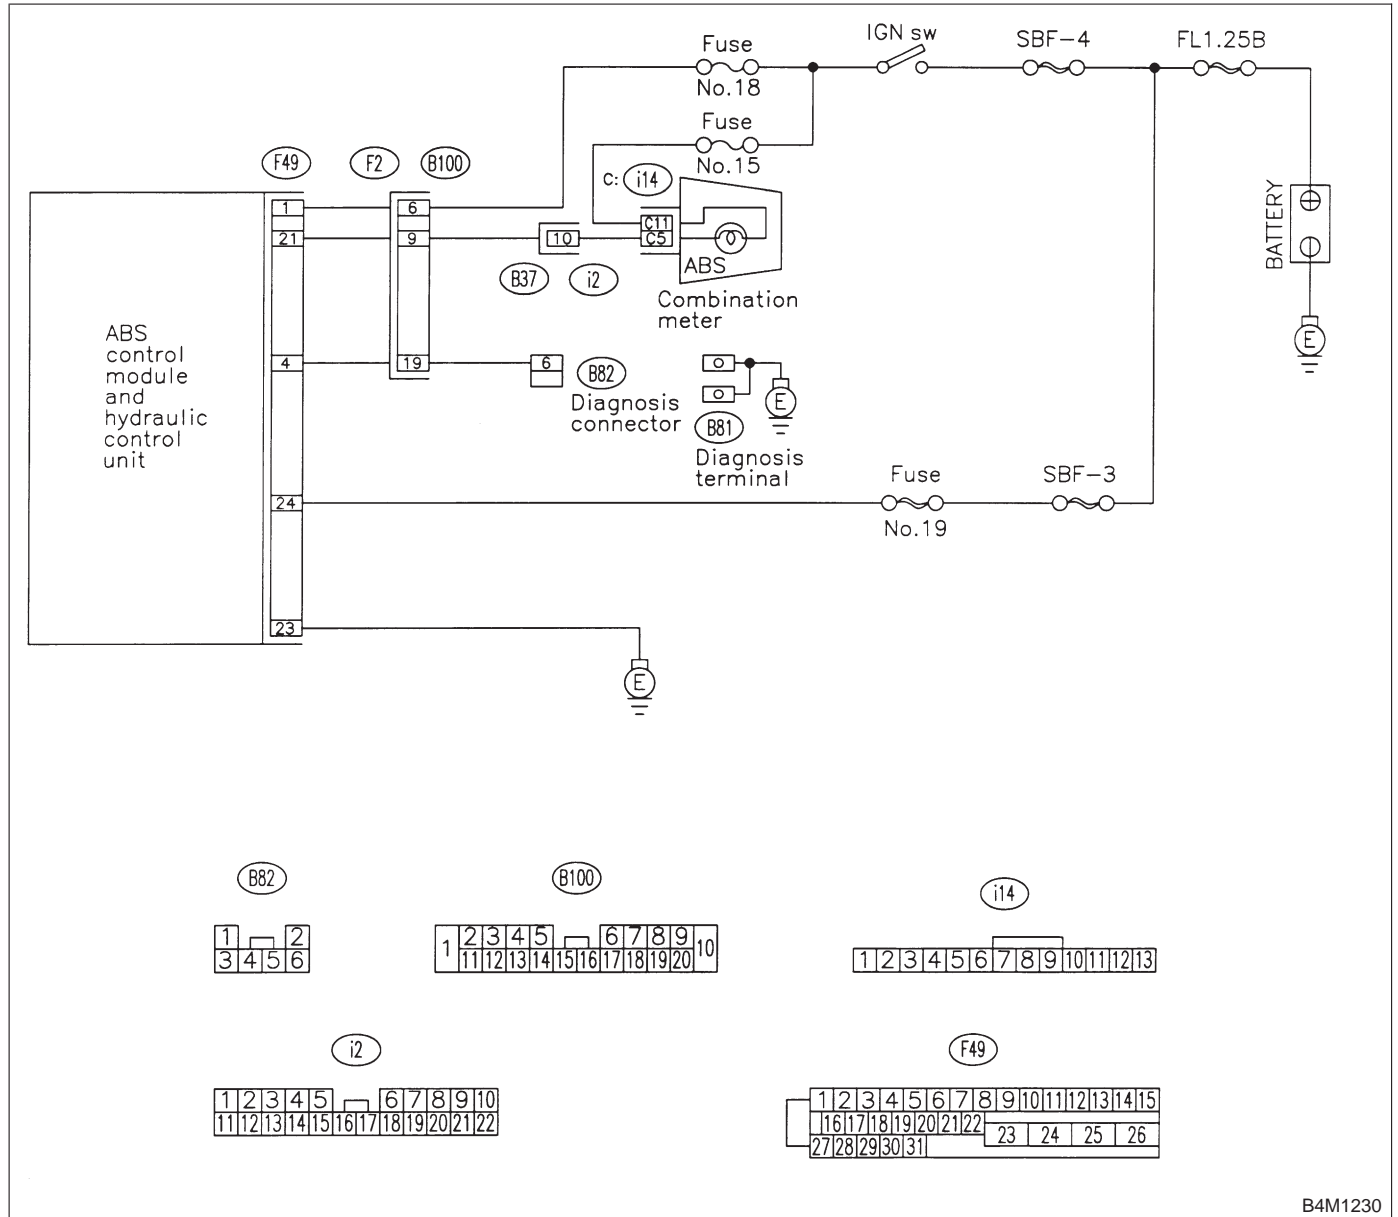 Fuse
No.18
IGN sw
SBF-4
FL1.25B
Fuse
No.15
F49
F2
B100
c: i14
1
6
C11
21
9
10
C5
ABS
B37
i2
Combination
meter
BATTERY
E
ABS
control
module
and
hydraulic
control
unit
4
19
6
B82
Diagnosis
connector
E
B81
Diagnosis
terminal
24
Fuse
No.19
SBF-3
23
E
B82
1 2
3 4 5 6
B100
1 2 3 4 5 6 7 8 9 10
11 12 13 14 15 16 17 18 19 20
i14
1 2 3 4 5 6 7 8 9 10 11 12 13
i2
1 2 3 4 5 6 7 8 9 10
11 12 13 14 15 16 17 18 19 20 21 22
F49
1 2 3 4 5 6 7 8 9 10 11 12 13 14 15
16 17 18 19 20 21 22 23 24 25 26
27 28 29 30 31
B4M1230